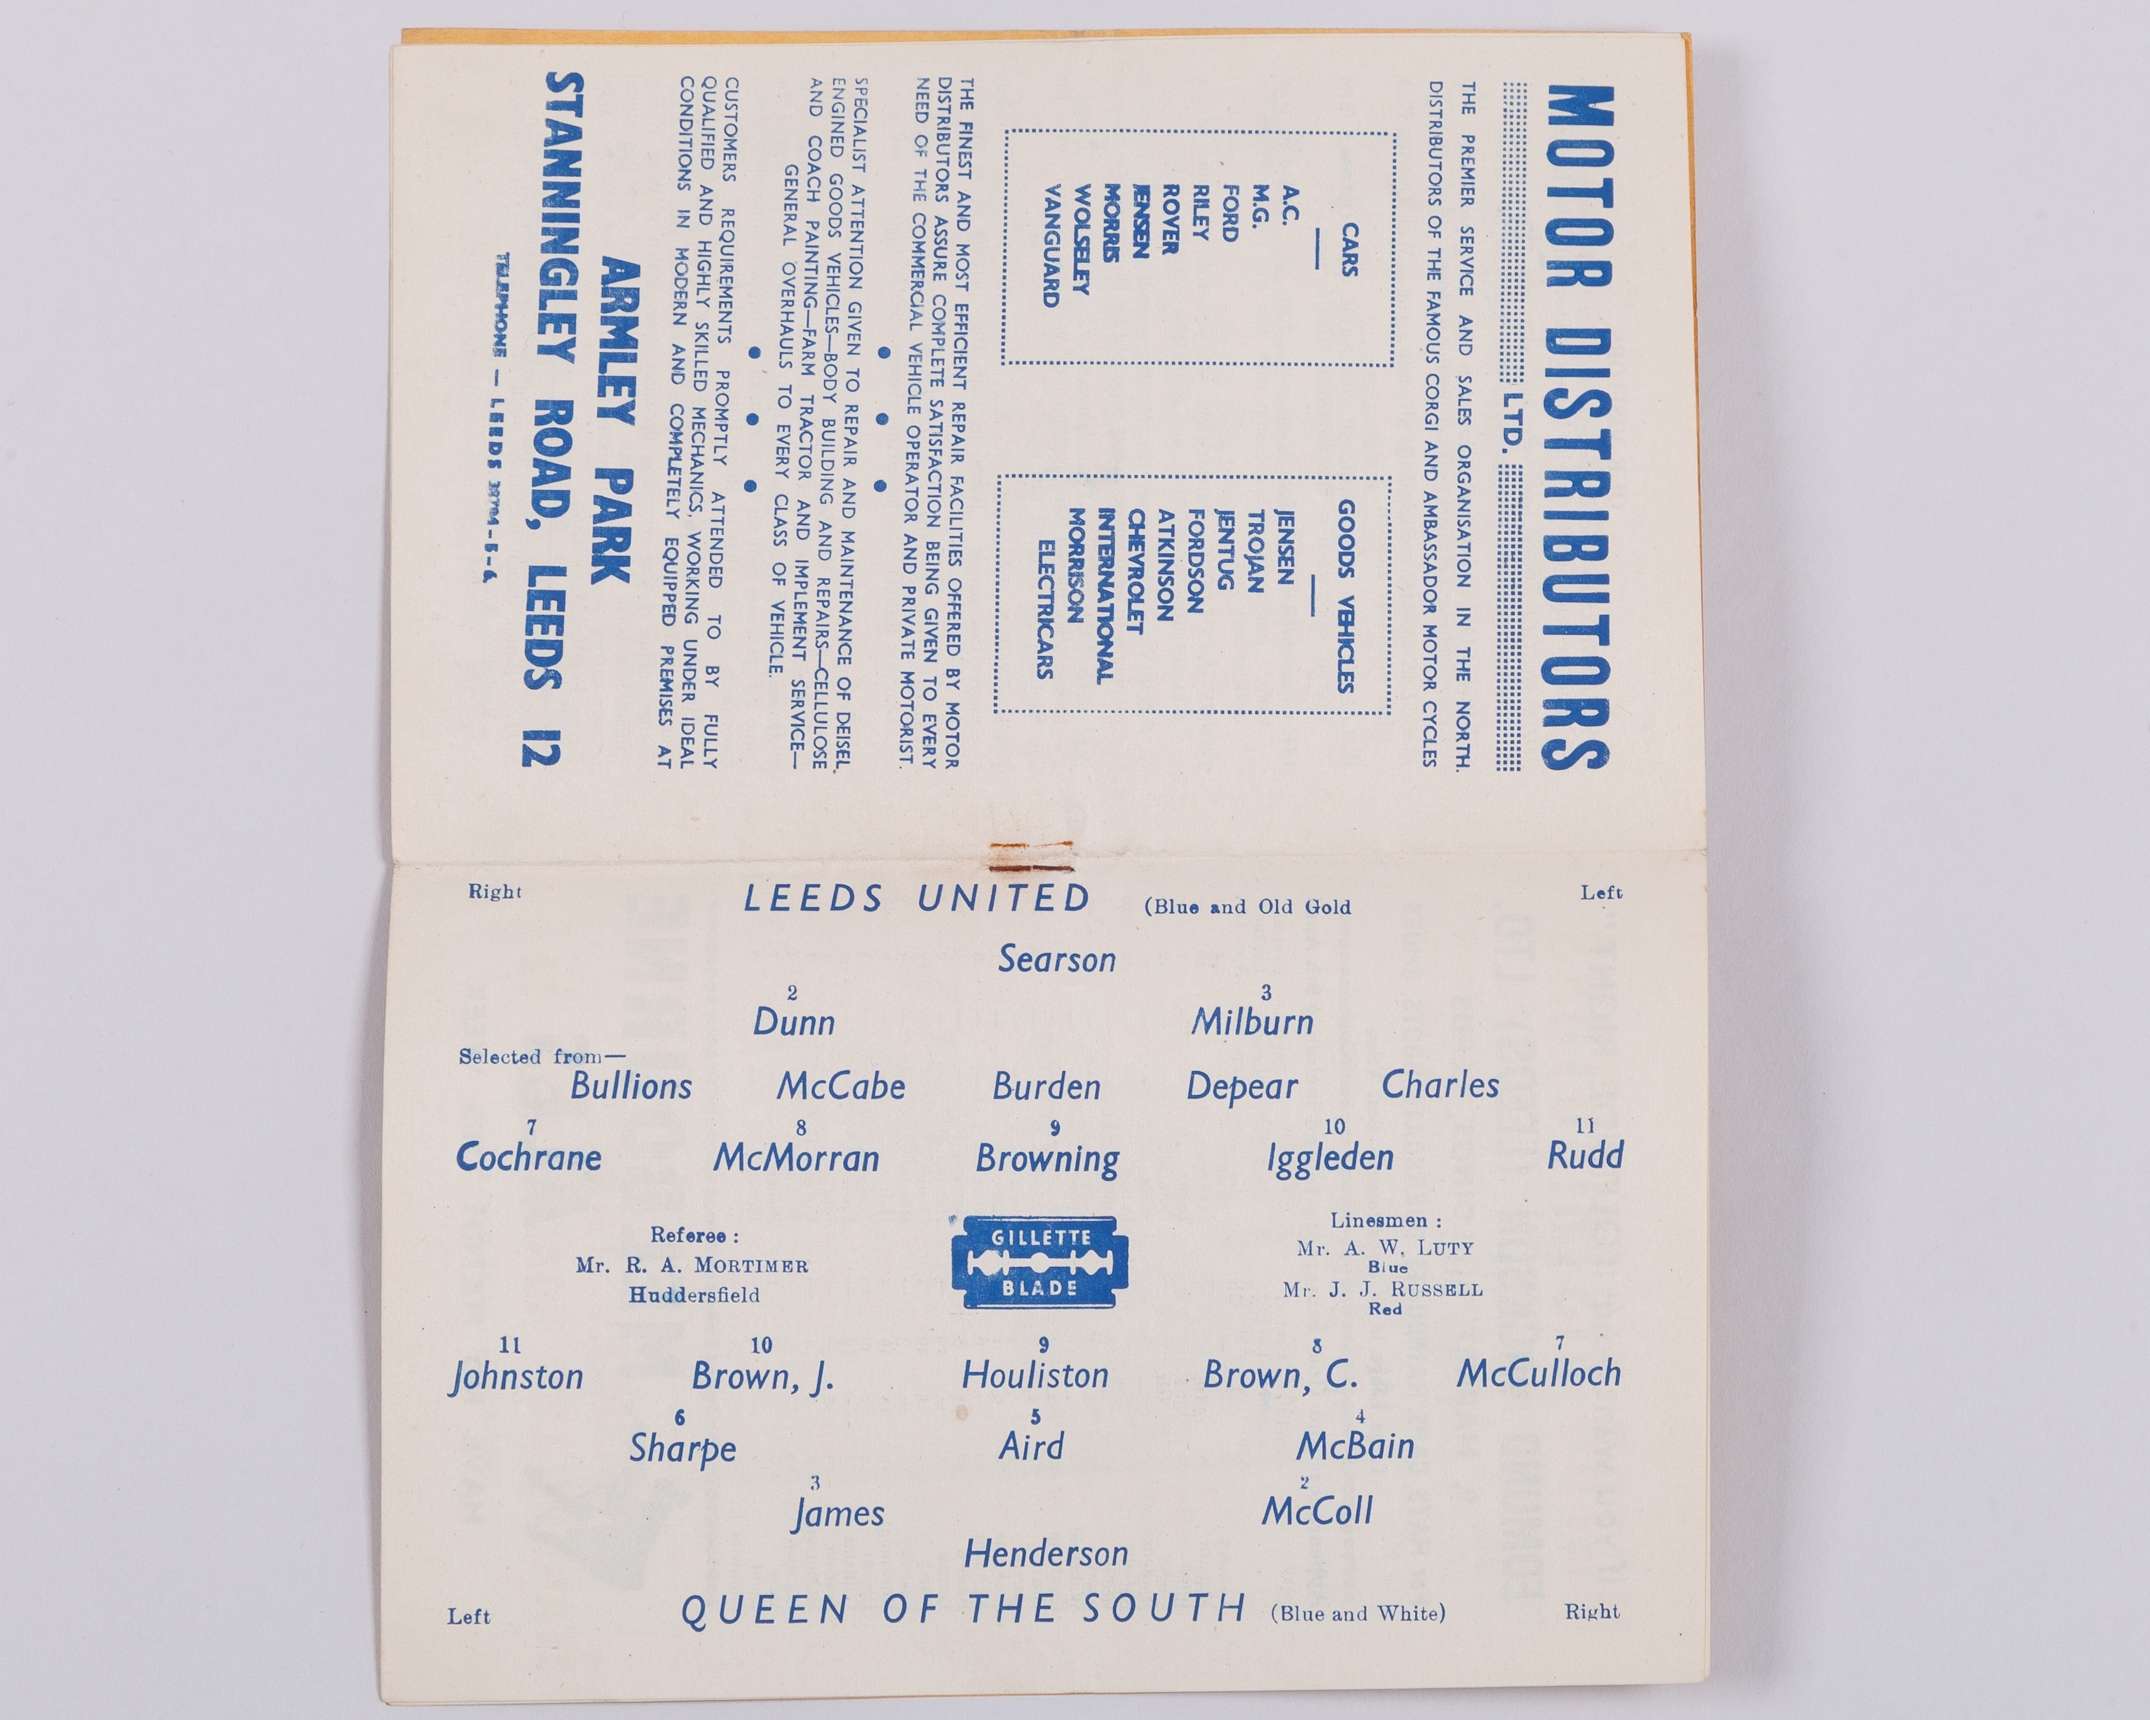 MOTOR DISTRIBUTORS
LTD.
THE PREMIER SERVICE AND SALES ORGANISATION IN THE NORTH.
DISTRIBUTORS OF THE FAMOUS CORGI AND AMBASSADOR MOTOR CYCLES
CARS
A.C.
M.G.
FORD
RILEY
ROVER
JENSEN
MORRIS
WOLSELEY
VANGUARD
GOODS VEHICLES
JENSEN
TROJAN
JENTUG
FORDSON
ATKINSON
CHEVROLET
INTERNATIONAL
MORRISON
ELECTRICARS
THE FINEST AND MOST EFFICIENT REPAIR FACILITIES OFFERED BY MOTOR
DISTRIBUTORS ASSURE COMPLETE SATISFACTION BEING GIVEN TO EVERY
NEED OF THE COMMERCIAL VEHICLE OPERATOR AND PRIVATE MOTORIST.
SPECIALIST ATTENTION GIVEN TO REPAIR AND MAINTENANCE OF DEISEL
ENGINED GOODS VEHICLES—BODY BUILDING AND REPAIRS—CELLULOSE
AND COACH PAINTING—FARM TRACTOR AND IMPLEMENT SERVICE—
GENERAL OVERHAULS TO EVERY CLASS OF VEHICLE.
CUSTOMERS REQUIREMENTS PROMPTLY ATTENDED TO BY FULLY
QUALIFIED AND HIGHLY SKILLED MECHANICS, WORKING UNDER IDEAL
CONDITIONS IN MODERN AND COMPLETELY EQUIPPED PREMISES AT
ARMLEY PARK
STANNINGLEY ROAD, LEEDS 12
TELEPHONE — LEEDS
Right LEEDS UNITED (Blue and Old Gold Left
Searson
2 3
Dunn Milburn
Selected from—
Bullions McCabe Burden Depear Charles
7 8 9 10 11
Cochrane McMorran Browning Iggleden Rudd
Referee :
Mr. R. A. MORTIMER
Huddersfield
GILLETTE
BLADE
Linesmen :
Mr. A. W. LUTY
Blue
Mr. J. J. RUSSELL
Red
11 10 9 8 7
Johnston Brown, J. Houliston Brown, C. McCulloch
6 5 4
Sharpe Aird McBain
3 2
James McColl
Henderson
Left QUEEN OF THE SOUTH (Blue and White) Right